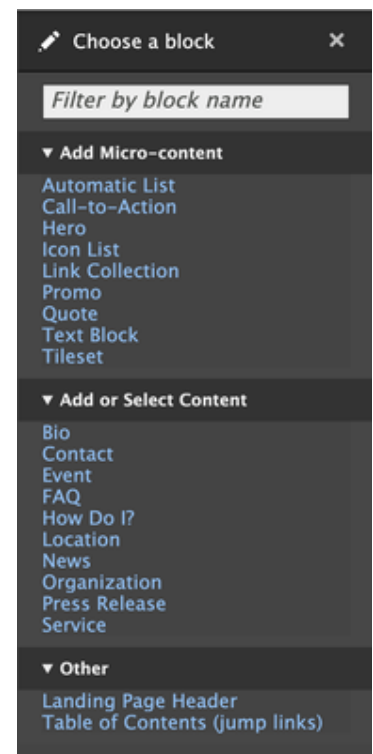 Choose a block
Filter by block name
Add Micro-content
Automatic List
Call-to-Action
Hero
Icon List
Link Collection
Promo
Quote
Text Block
Tileset
Add or Select Content
Bio
Contact
Event
FAQ
How Do I?
Location
News
Organization
Press Release
Service
Other
Landing Page Header
Table of Contents (jump links)